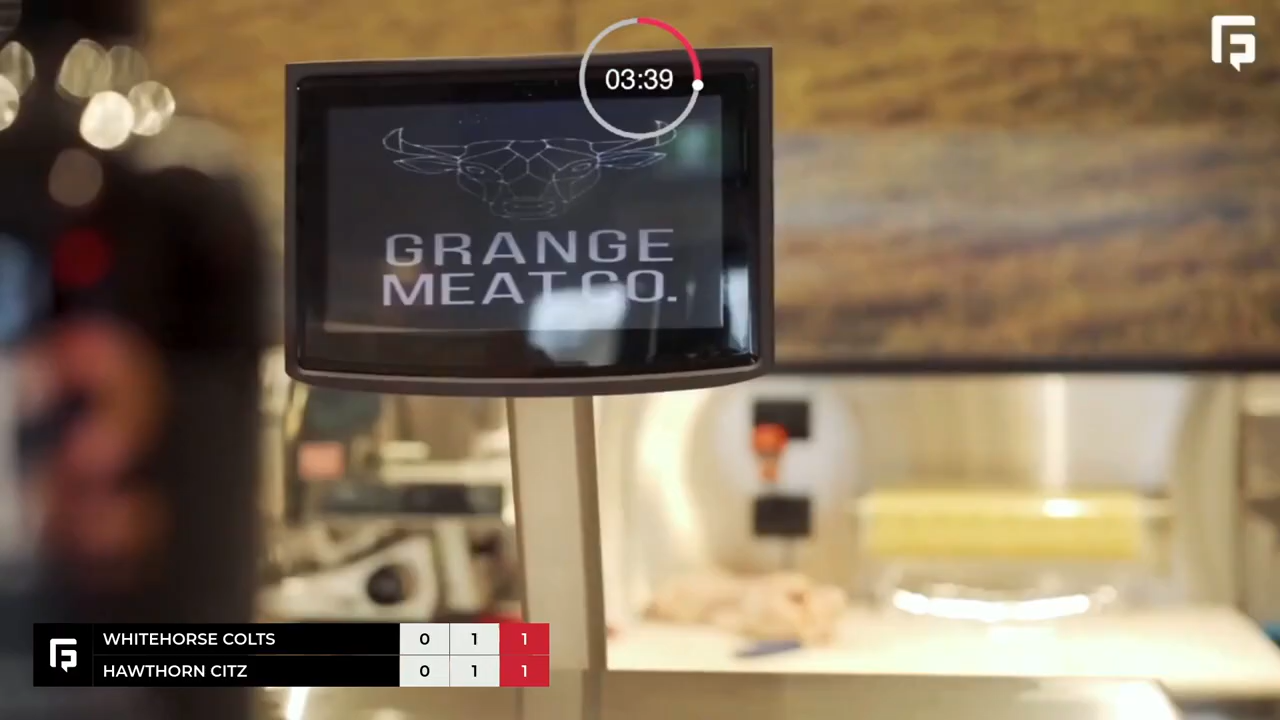 03:39
GRANGE
MEAT CO.
WHITEHORSE COLTS 0 1 1
HAWTHORN CITZ 0 1 1